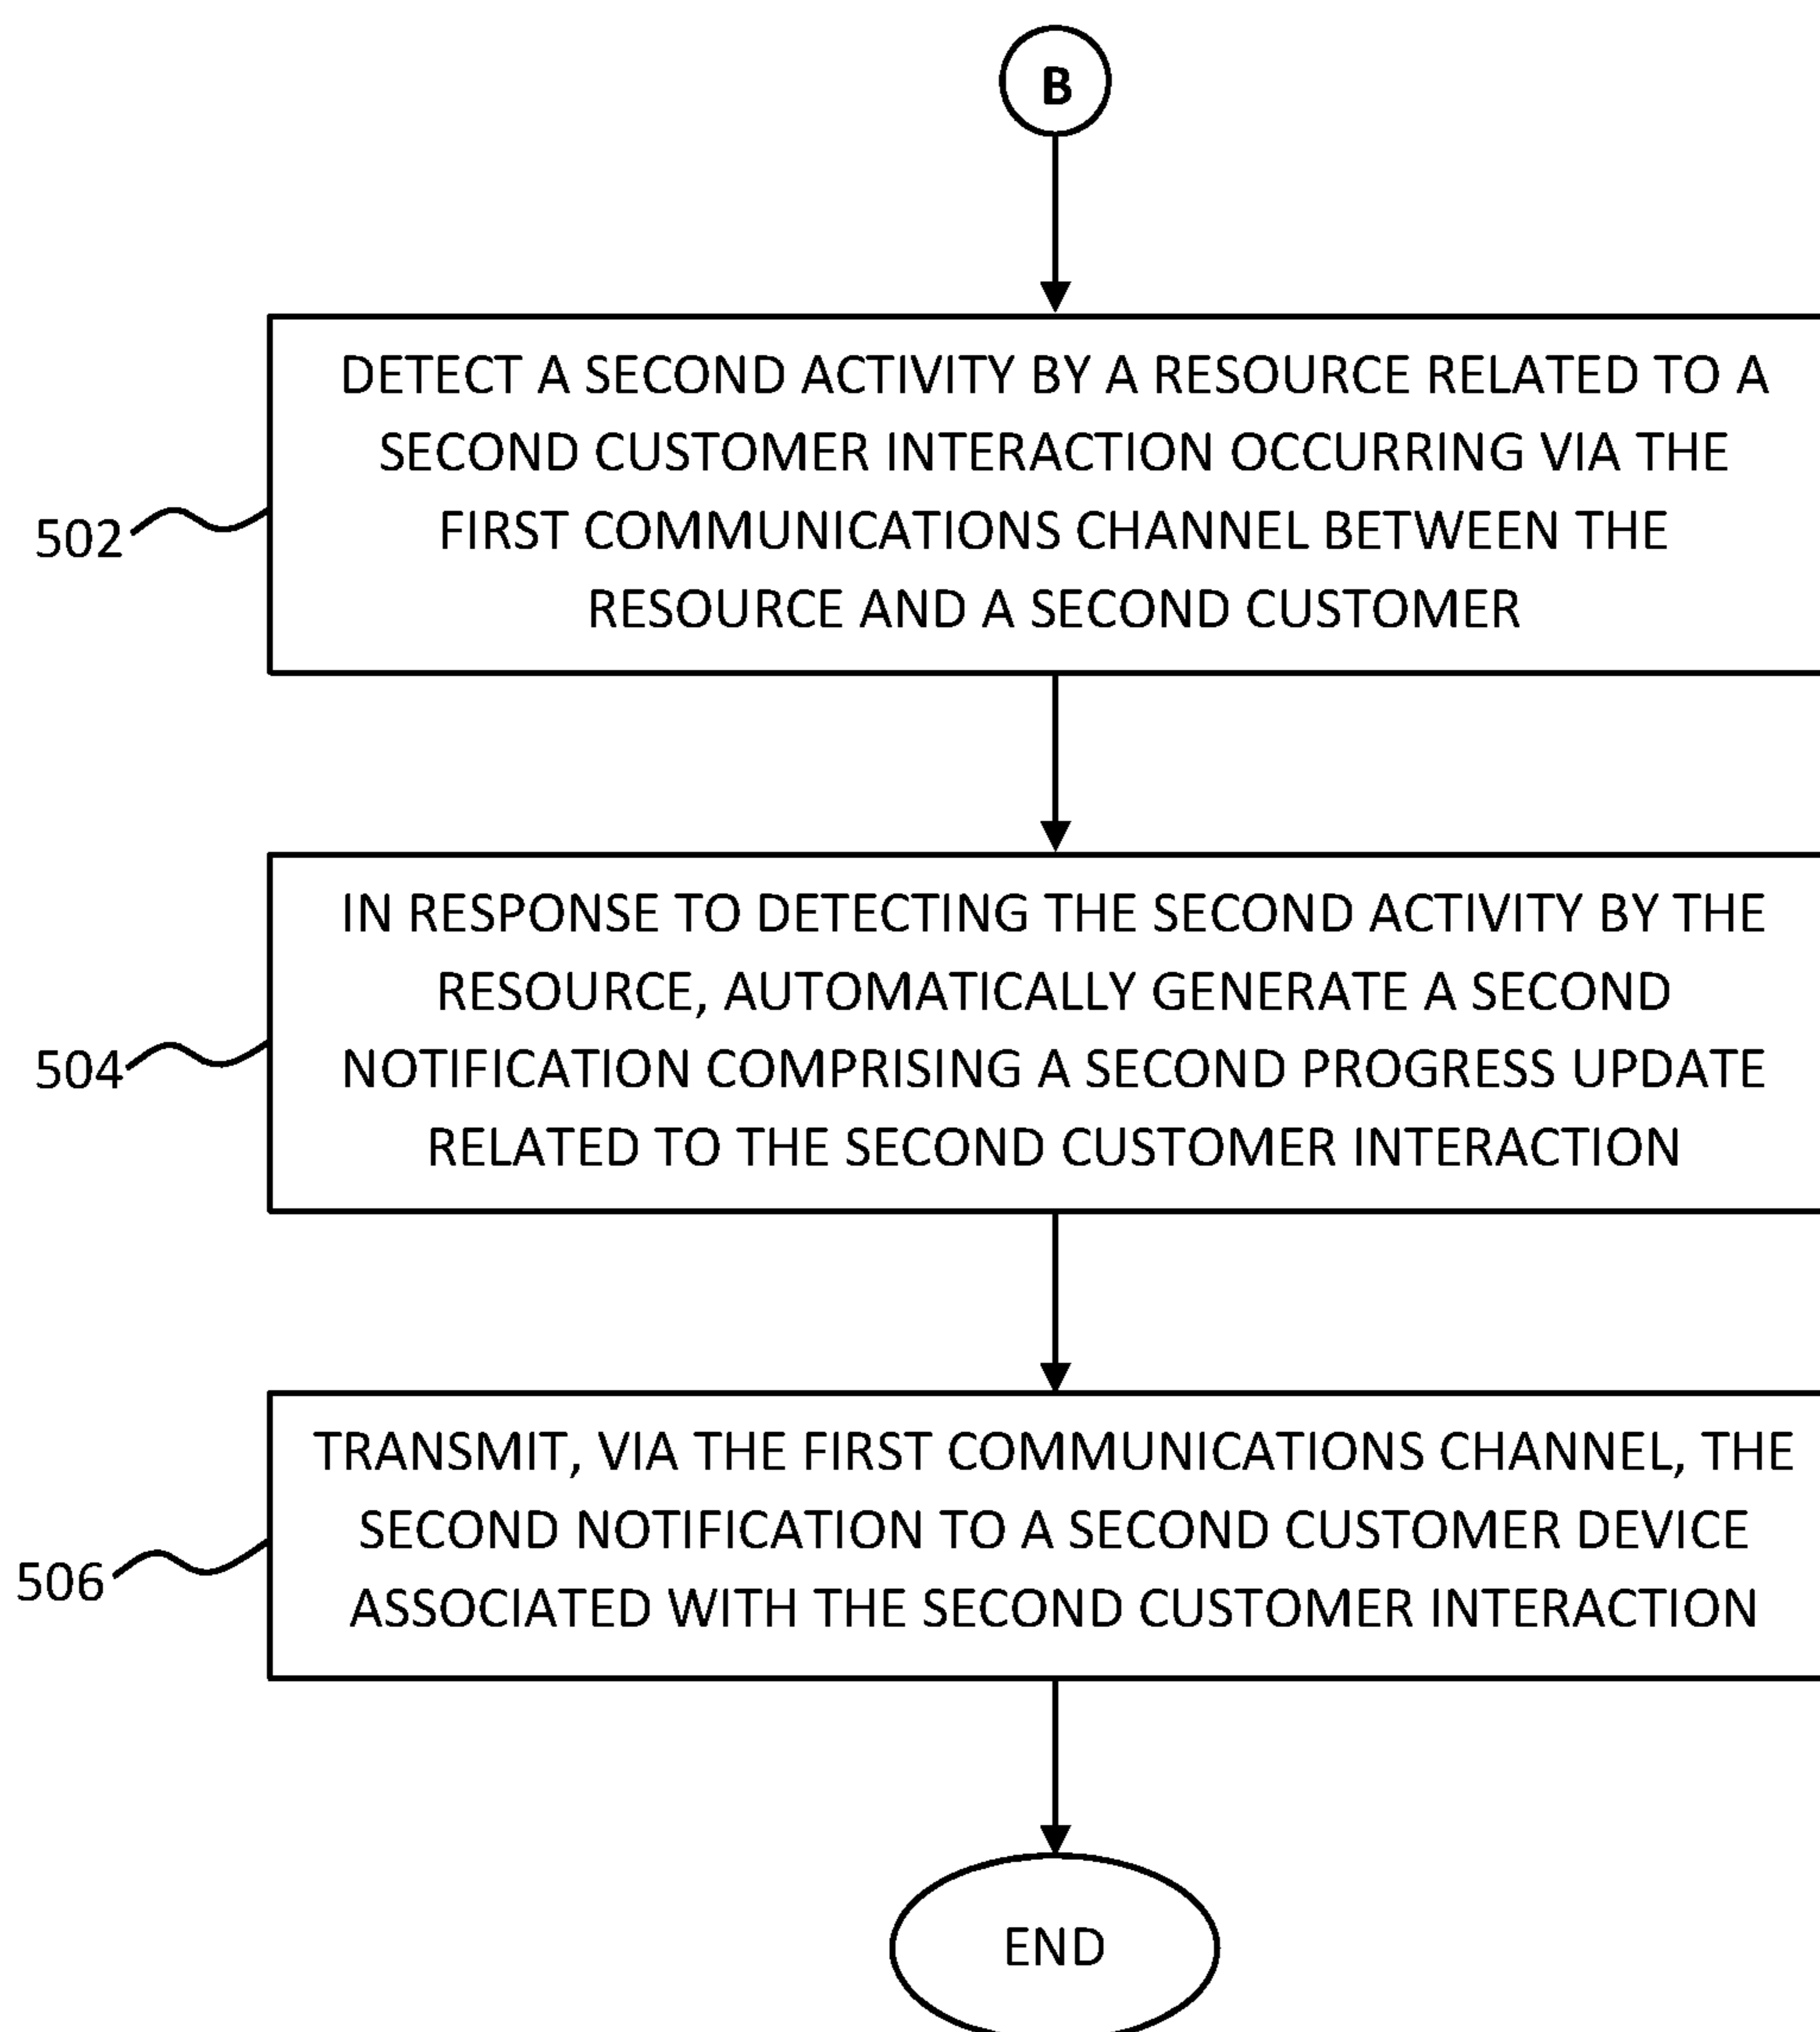 B
DETECT A SECOND ACTIVITY BY A RESOURCE RELATED TO A
SECOND CUSTOMER INTERACTION OCCURRING VIA THE
FIRST COMMUNICATIONS CHANNEL BETWEEN THE
RESOURCE AND A SECOND CUSTOMER
502
IN RESPONSE TO DETECTING THE SECOND ACTIVITY BY THE
RESOURCE, AUTOMATICALLY GENERATE A SECOND
NOTIFICATION COMPRISING A SECOND PROGRESS UPDATE
RELATED TO THE SECOND CUSTOMER INTERACTION
504
TRANSMIT, VIA THE FIRST COMMUNICATIONS CHANNEL, THE
SECOND NOTIFICATION TO A SECOND CUSTOMER DEVICE
ASSOCIATED WITH THE SECOND CUSTOMER INTERACTION
506
END